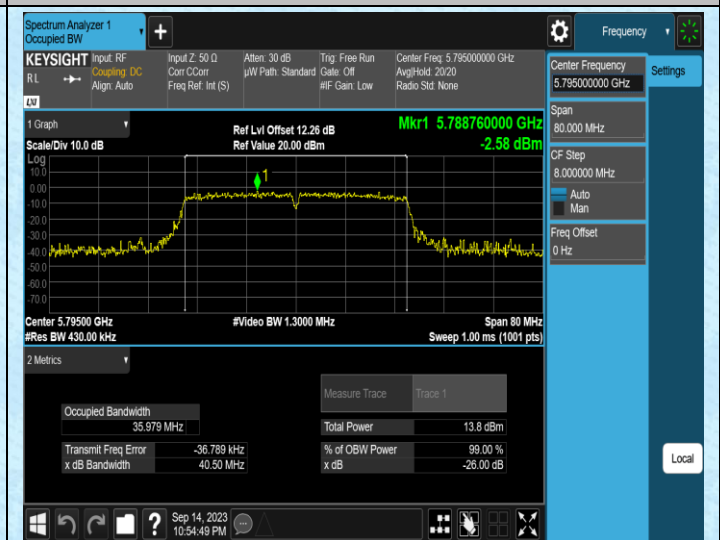 Spectrum Analyzer 1
Occupied BW
+
Frequency
KEYSIGHT
RL
LXI
Input: RF
Coupling: DC
Align: Auto
Input Z: 50 Ω
Corr CCorr
Freq Ref: Int (S)
Atten: 30 dB
µW Path: Standard
Trig: Free Run
Gate: Off
#IF Gain: Low
Center Freq: 5.795000000 GHz
Avg|Hold: 20/20
Radio Std: None
Center Frequency
5.795000000 GHz
Settings
Span
80.000 MHz
CF Step
8.000000 MHz
Auto
Man
Freq Offset
0 Hz
Local
1 Graph
Scale/Div 10.0 dB
Ref Lvl Offset 12.26 dB
Ref Value 20.00 dBm
Mkr1 5.788760000 GHz
-2.58 dBm
Log
10.0
0.00
-10.0
-20.0
-30.0
-40.0
-50.0
-60.0
-70.0
1
Center 5.79500 GHz
#Video BW 1.3000 MHz
Span 80 MHz
#Res BW 430.00 kHz
Sweep 1.00 ms (1001 pts)
2 Metrics
Measure Trace Trace 1
Occupied Bandwidth
35.979 MHz
Total Power 13.8 dBm
Transmit Freq Error -36.789 kHz
% of OBW Power 99.00 %
x dB Bandwidth 40.50 MHz
x dB -26.00 dB
?
Sep 14, 2023
10:54:49 PM